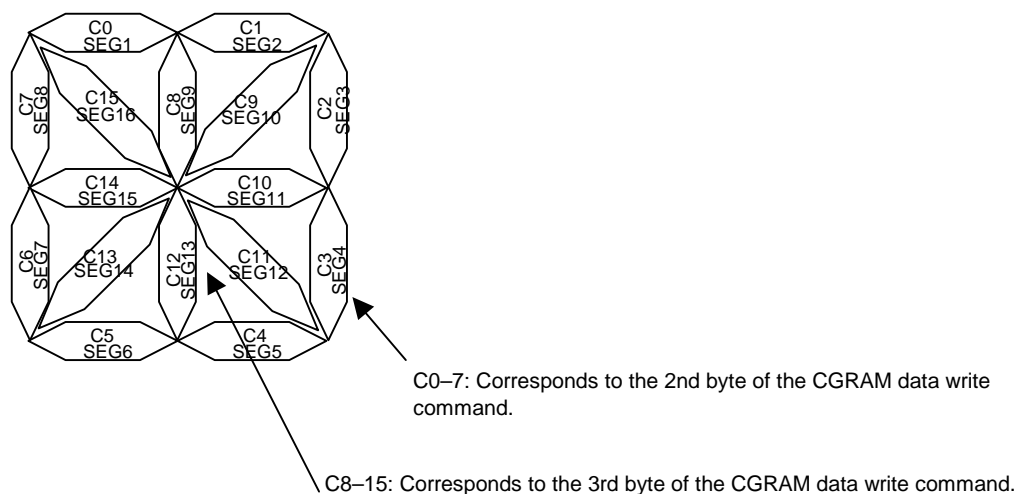 C0
SEG1
C1
SEG2
C7
SEG8
C15
SEG16
C8
SEG9
C9
SEG10
C2
SEG3
C14
SEG15
C10
SEG11
C6
SEG7
C13
SEG14
C12
SEG13
C11
SEG12
C3
SEG4
C5
SEG6
C4
SEG5
C0–7: Corresponds to the 2nd byte of the CGRAM data write
command.
C8–15: Corresponds to the 3rd byte of the CGRAM data write command.